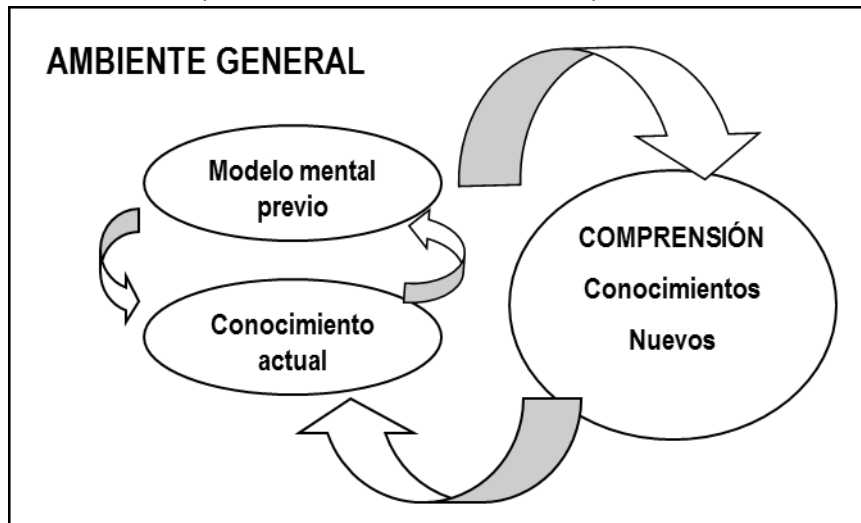 AMBIENTE GENERAL
Modelo mental
previo
Conocimiento
actual
COMPRENSIÓN
Conocimientos
Nuevos